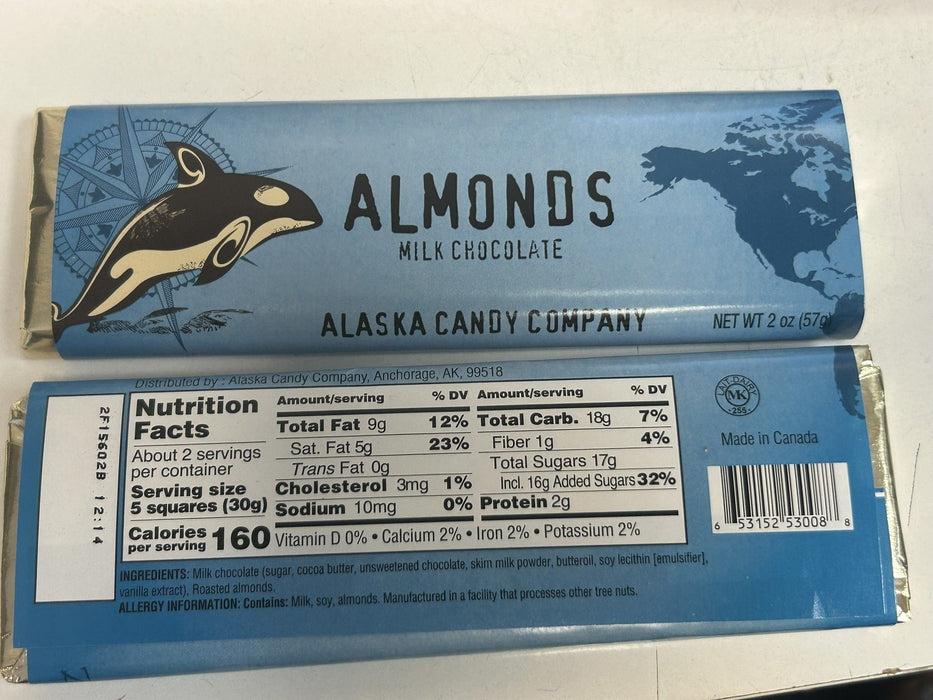 ALMONDS
MILK CHOCOLATE
ALASKA CANDY COMPANY
NET WT 2 oz (57g)
Distributed by : Alaska Candy Company, Anchorage, AK, 99518
2F15602B 12:14
Nutrition
Facts
About 2 servings
per container
Serving size
5 squares (30g)
Calories
per serving 160
Amount/serving % DV
Total Fat 9g 12%
Sat. Fat 5g 23%
Trans Fat 0g
Cholesterol 3mg 1%
Sodium 10mg 0%
Amount/serving % DV
Total Carb. 18g 7%
Fiber 1g 4%
Total Sugars 17g
Incl. 16g Added Sugars 32%
Protein 2g
Vitamin D 0% • Calcium 2% • Iron 2% • Potassium 2%
INGREDIENTS: Milk chocolate (sugar, cocoa butter, unsweetened chocolate, skim milk powder, butteroil, soy lecithin [emulsifier],
vanilla extract), Roasted almonds.
ALLERGY INFORMATION: Contains: Milk, soy, almonds. Manufactured in a facility that processes other tree nuts.
LAIT-DAIRY
MK
-255-
Made in Canada
6 53152 53008 8